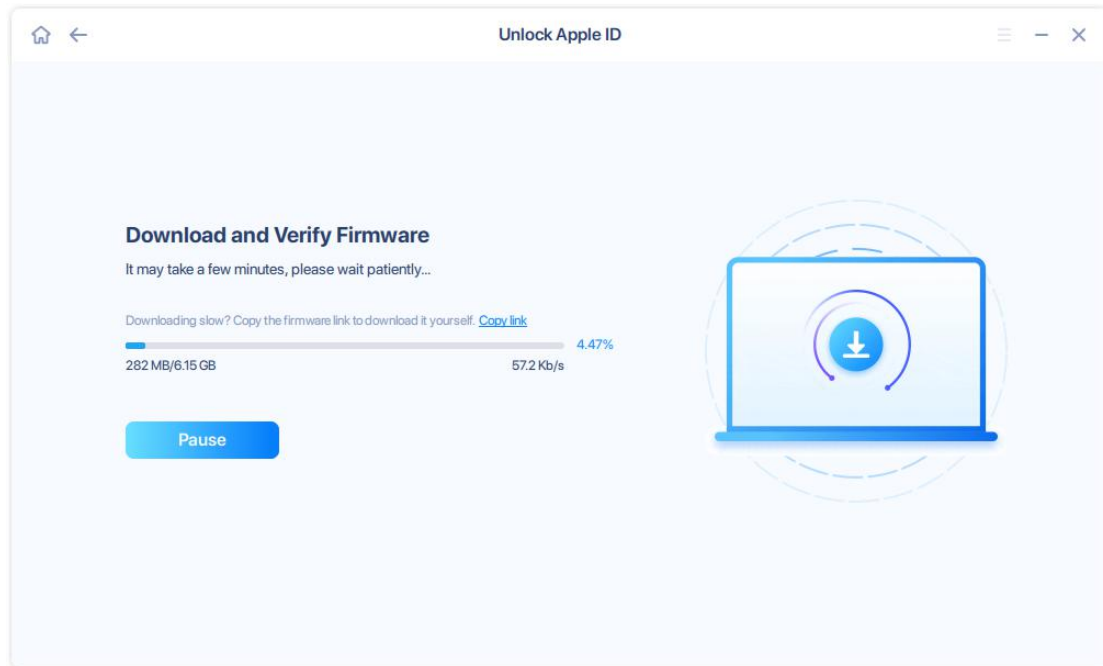 Unlock Apple ID
Download and Verify Firmware
It may take a few minutes, please wait patiently...
Downloading slow? Copy the firmware link to download it yourself. Copy link
4.47%
282 MB/6.15 GB 57.2 Kb/s
Pause